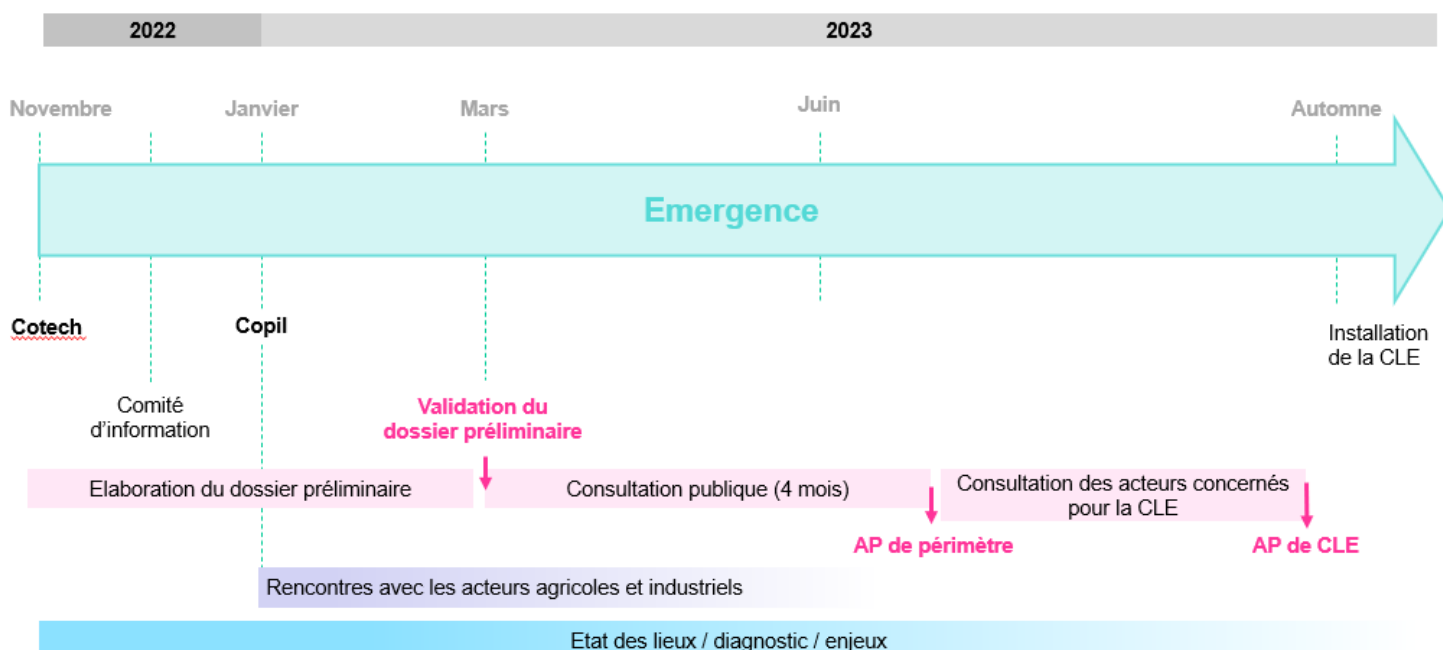 2022
2023
Novembre
Janvier
Mars
Juin
Automne
Emergence
Cotech
Copil
Installation
de la CLE
Comité
d'information
Validation du
dossier préliminaire
Elaboration du dossier préliminaire
Consultation publique (4 mois)
Consultation des acteurs concernés
pour la CLE
AP de périmètre
AP de CLE
Rencontres avec les acteurs agricoles et industriels
Etat des lieux / diagnostic / enjeux